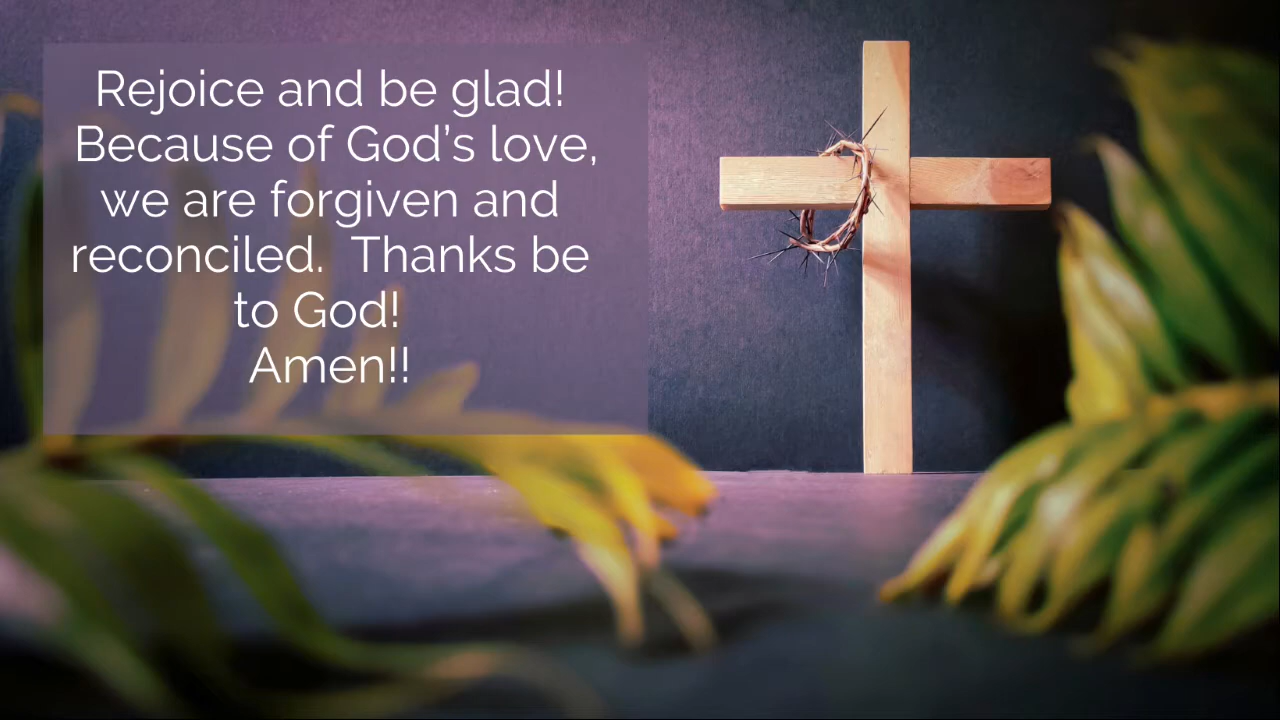 Rejoice and be glad!
Because of God’s love,
we are forgiven and
reconciled.  Thanks be
to God!
Amen!!